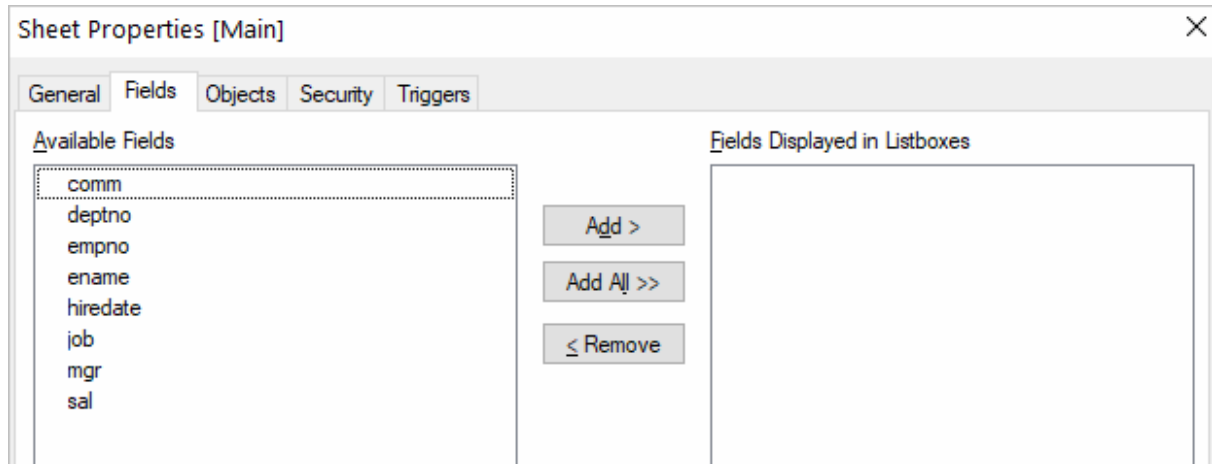 Sheet Properties [Main]
General Fields Objects Security Triggers
Available Fields
comm
deptno
empno
ename
hiredate
job
mgr
sal
Add >
Add All >>
< Remove
Fields Displayed in Listboxes